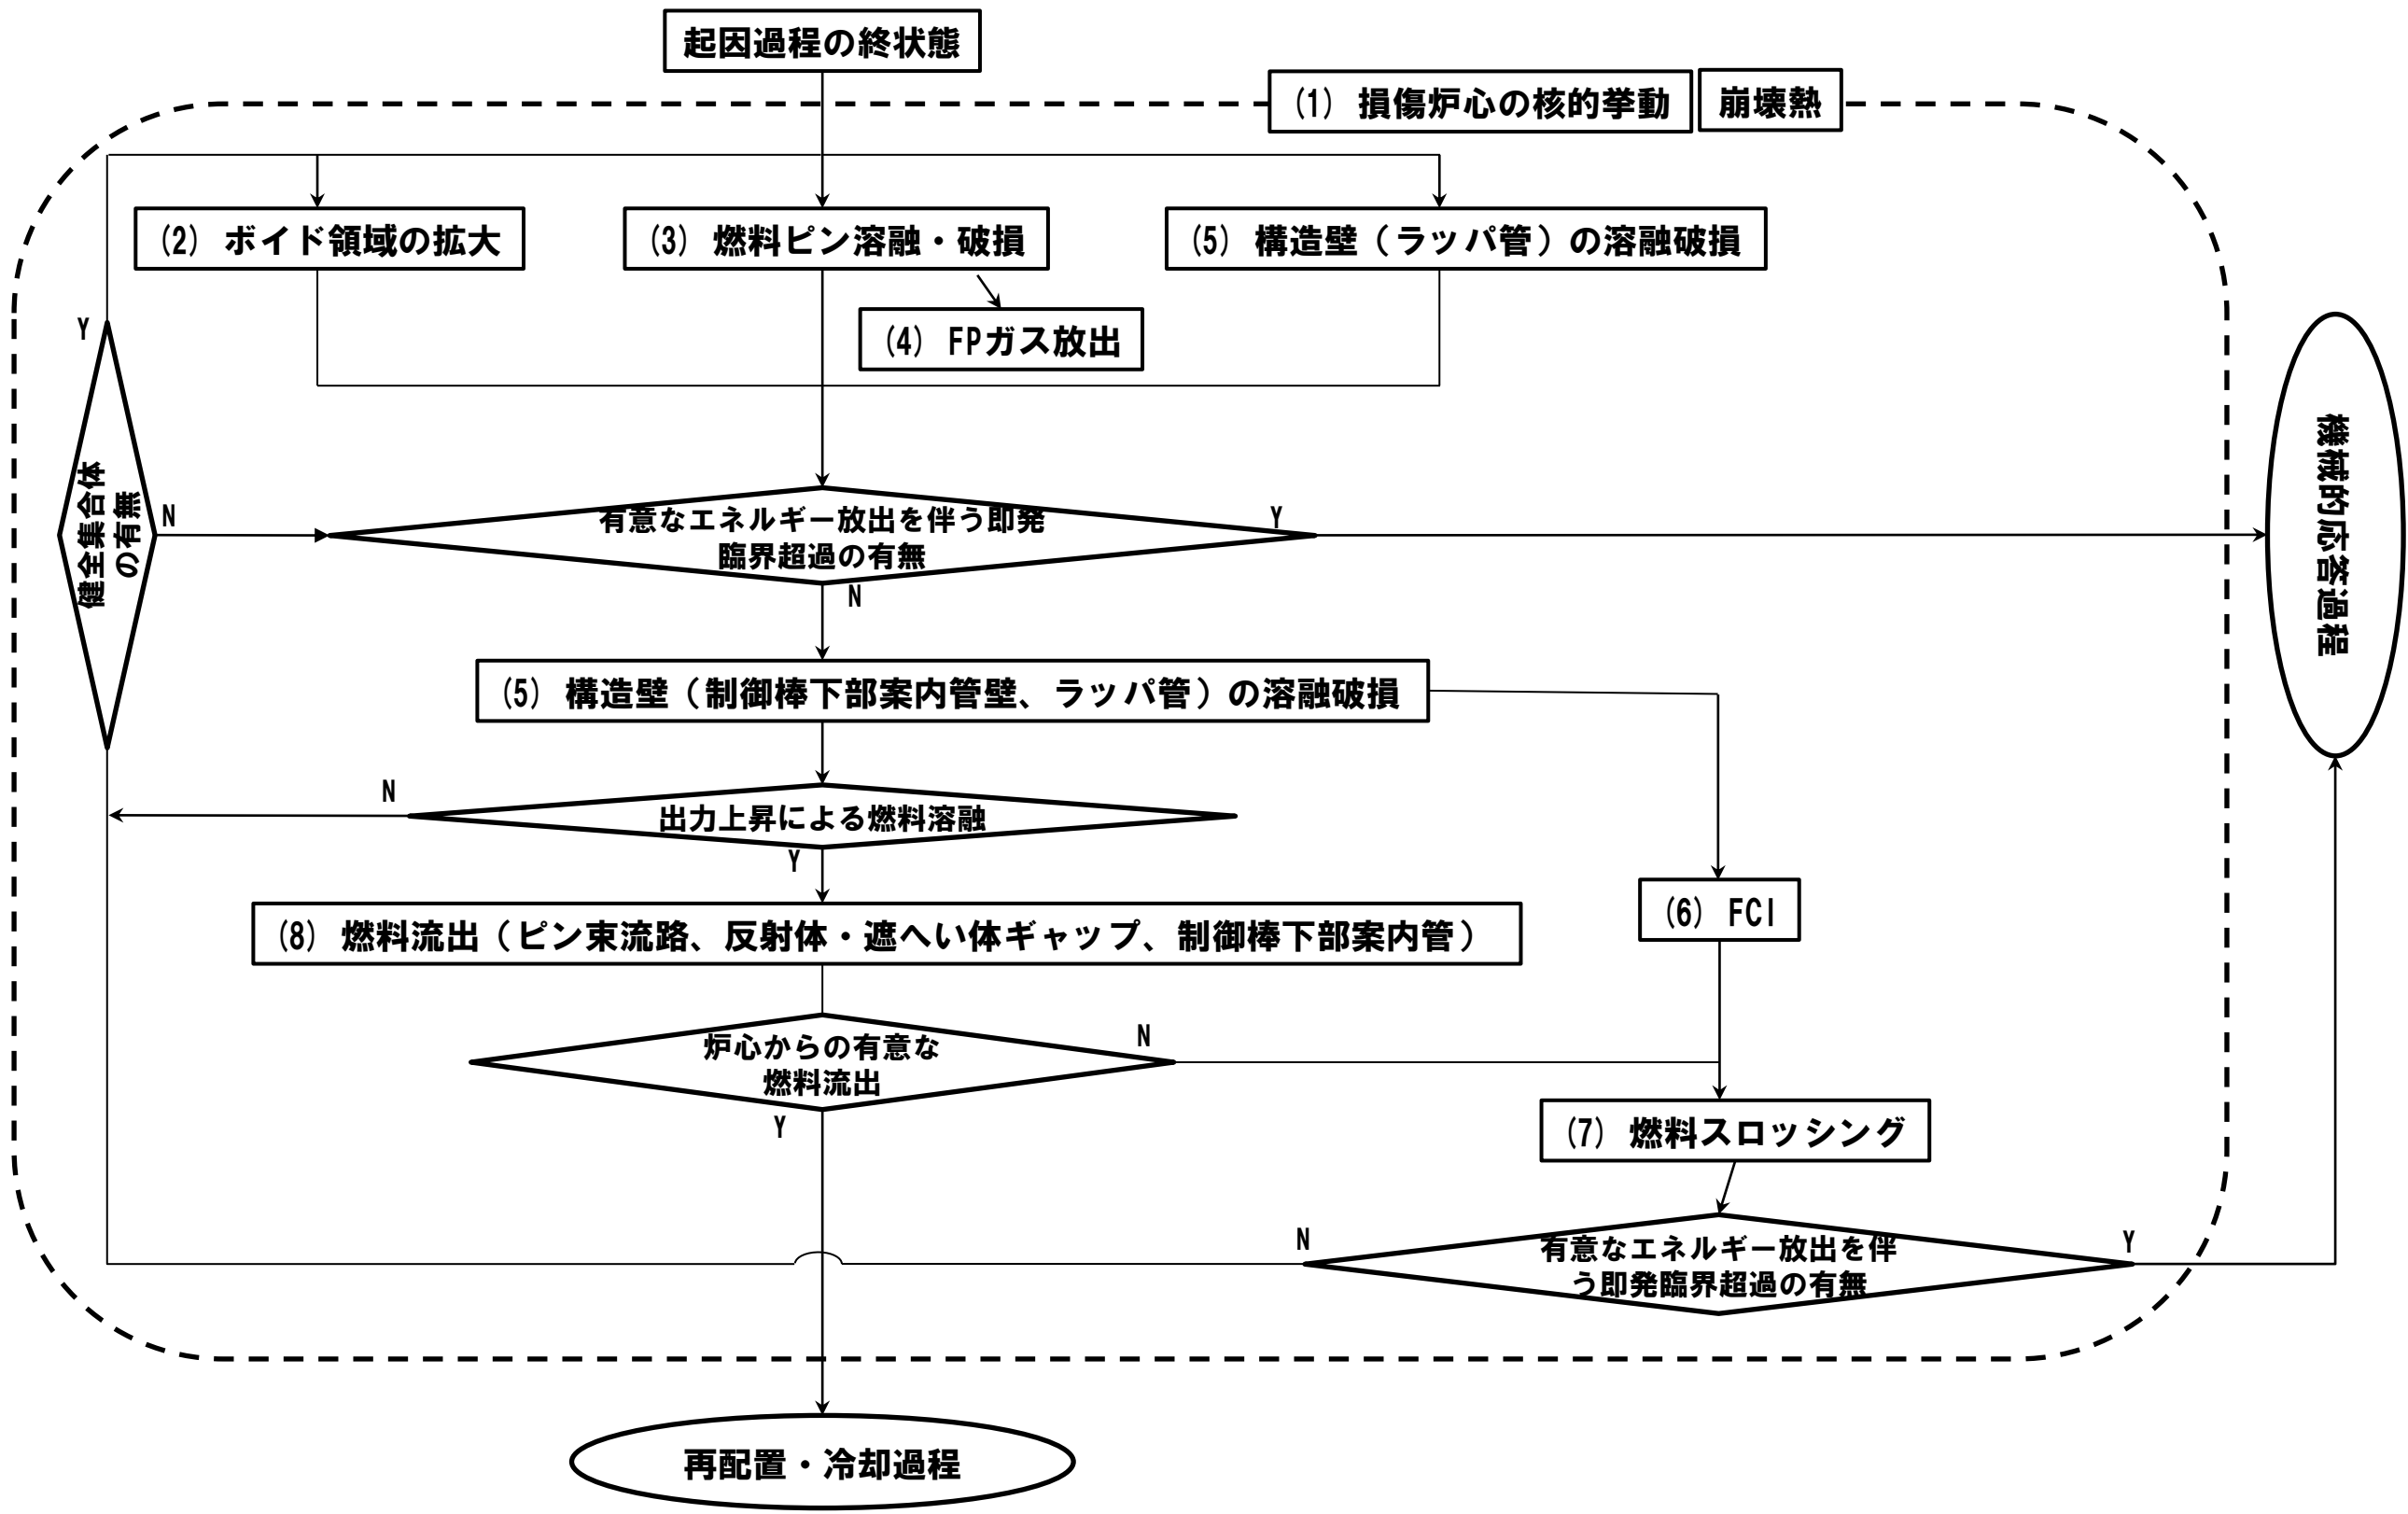 起因過程の終状態
(1) 損傷炉心の核的挙動
崩壊熱
(2) ボイド領域の拡大
(3) 燃料ピン溶融・破損
(5) 構造壁（ラッパ管）の溶融破損
(4) FPガス放出
Y
健全集合体
の有無
N
有意なエネルギー放出を伴う即発
臨界超過の有無
Y
N
機械的応答過程
(5) 構造壁（制御棒下部案内管壁、ラッパ管）の溶融破損
N
出力上昇による燃料溶融
Y
(8) 燃料流出（ピン束流路、反射体・遮へい体ギャップ、制御棒下部案内管）
(6) FCI
炉心からの有意な
燃料流出
N
Y
(7) 燃料スロッシング
N
有意なエネルギー放出を伴
う即発臨界超過の有無
Y
再配置・冷却過程